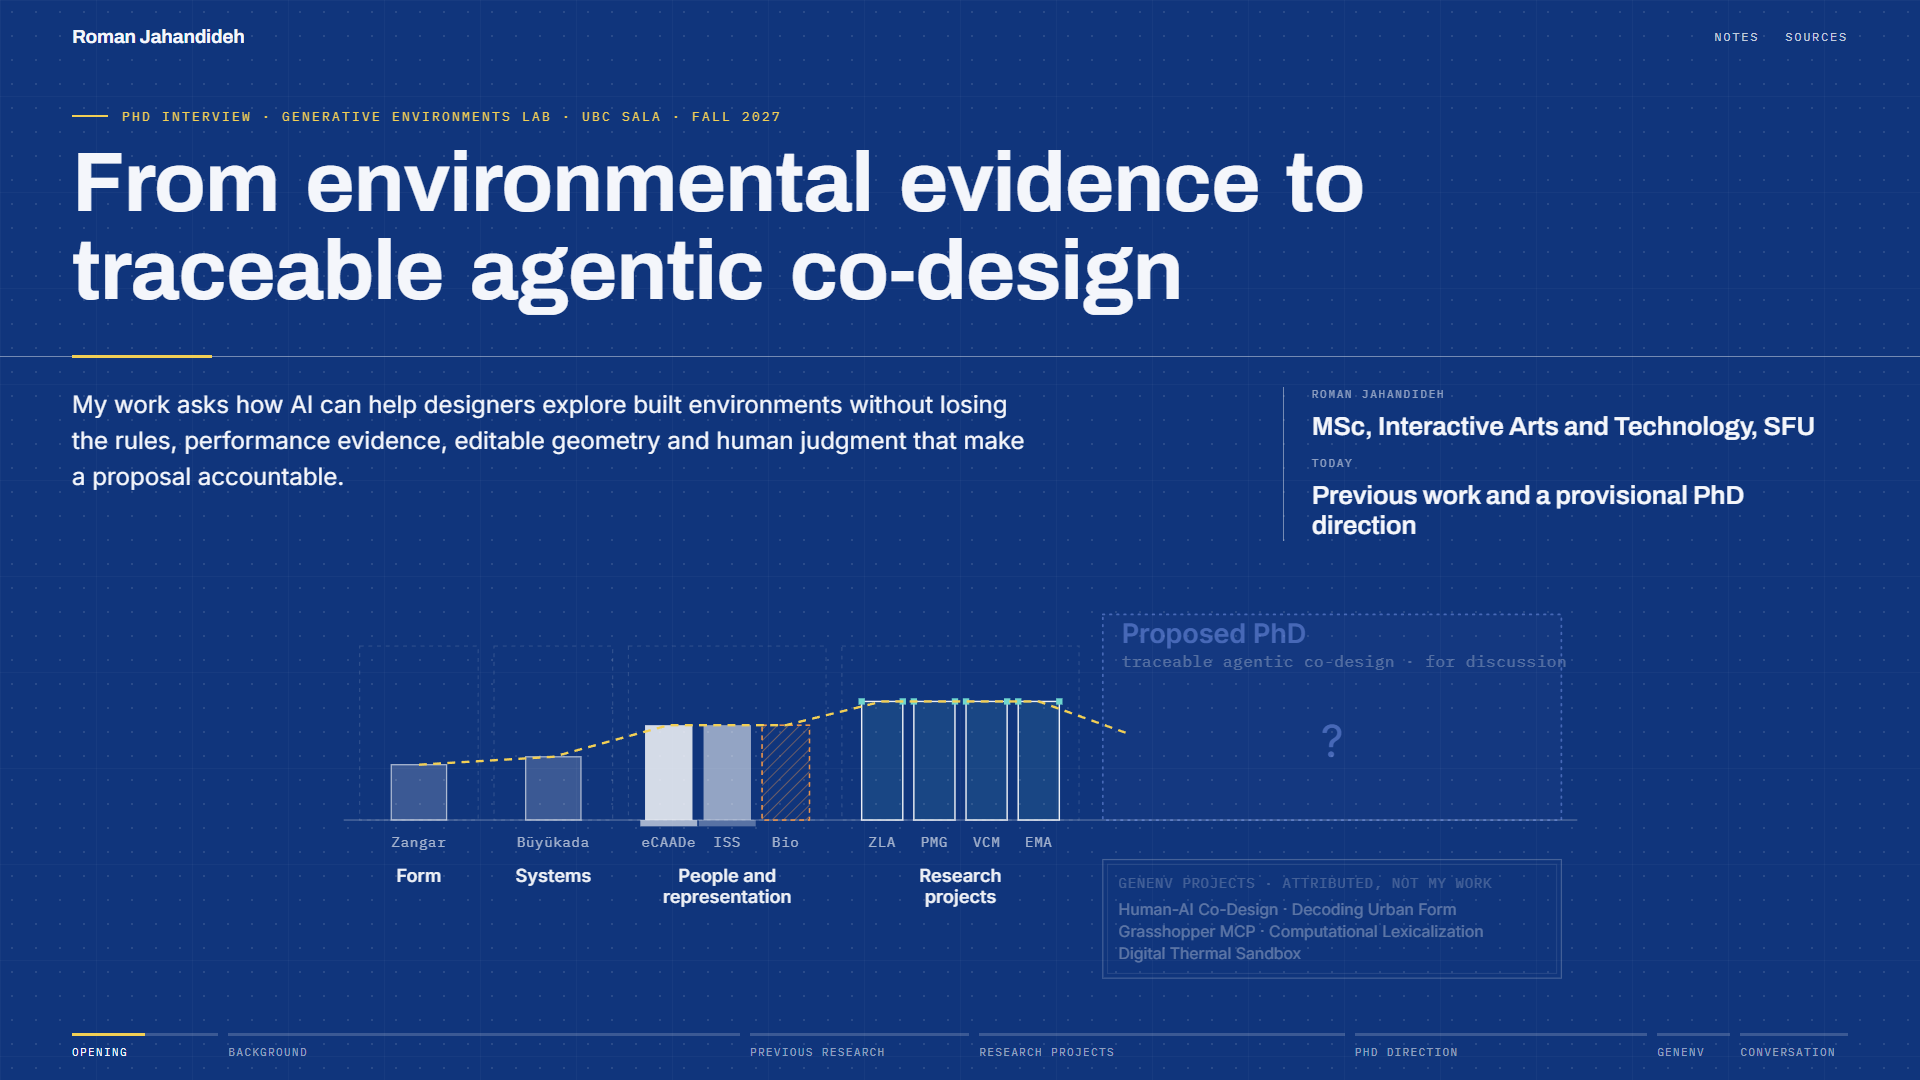 Roman Jahandideh
NOTES SOURCES
PHD INTERVIEW · GENERATIVE ENVIRONMENTS LAB · UBC SALA · FALL 2027
From environmental evidence to
traceable agentic co-design
My work asks how AI can help designers explore built environments without losing
the rules, performance evidence, editable geometry and human judgment that make
a proposal accountable.
ROMAN JAHANDIDEH
MSc, Interactive Arts and Technology, SFU
TODAY
Previous work and a provisional PhD
direction
Proposed PhD
traceable agentic co-design · for discussion
?
Zangar Büyükada eCAADe ISS Bio ZLA PMG VCM EMA
Form
Systems
People and
representation
Research
projects
GENENV PROJECTS · ATTRIBUTED, NOT MY WORK
Human-AI Co-Design · Decoding Urban Form
Grasshopper MCP · Computational Lexicalization
Digital Thermal Sandbox
OPENING BACKGROUND PREVIOUS RESEARCH RESEARCH PROJECTS PHD DIRECTION GENENV CONVERSATION